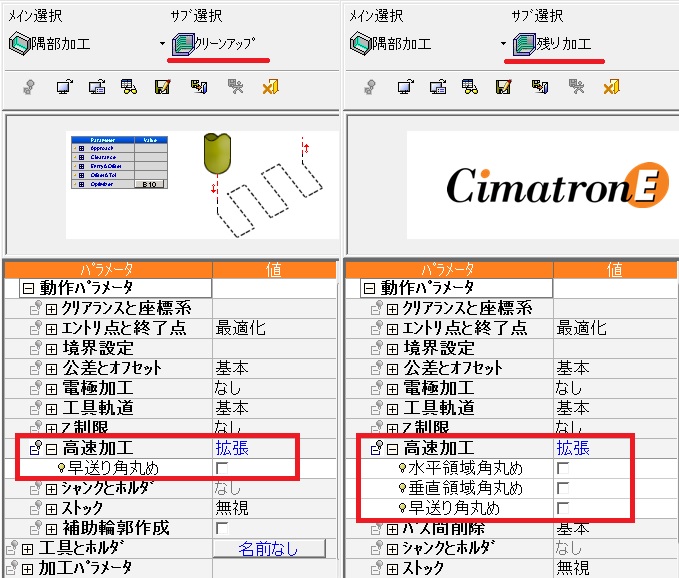 メイン選択
サブ選択
隅部加工
クリーンアップ
Parameter Value
Approach
Clearance
Entry & Other
Offset & Tol
Optimizer B 10
パラメータ 値
動作パラメータ
クリアランスと座標系
エントリ点と終了点 最適化
境界設定
公差とオフセット 基本
電極加工 なし
工具軌道 基本
Z制限 なし
高速加工 拡張
早送り角丸め
シャンクとホルダ なし
ストック 無視
補助輪郭作成
工具とホルダ 名前なし
加工パラメータ
メイン選択
サブ選択
隅部加工
残り加工
CimatronE
パラメータ 値
動作パラメータ
クリアランスと座標系
エントリ点と終了点 最適化
境界設定
公差とオフセット 基本
電極加工 なし
工具軌道 基本
Z制限 なし
高速加工 拡張
水平領域角丸め
垂直領域角丸め
早送り角丸め
パス間削除 基本
シャンクとホルダ なし
ストック 無視